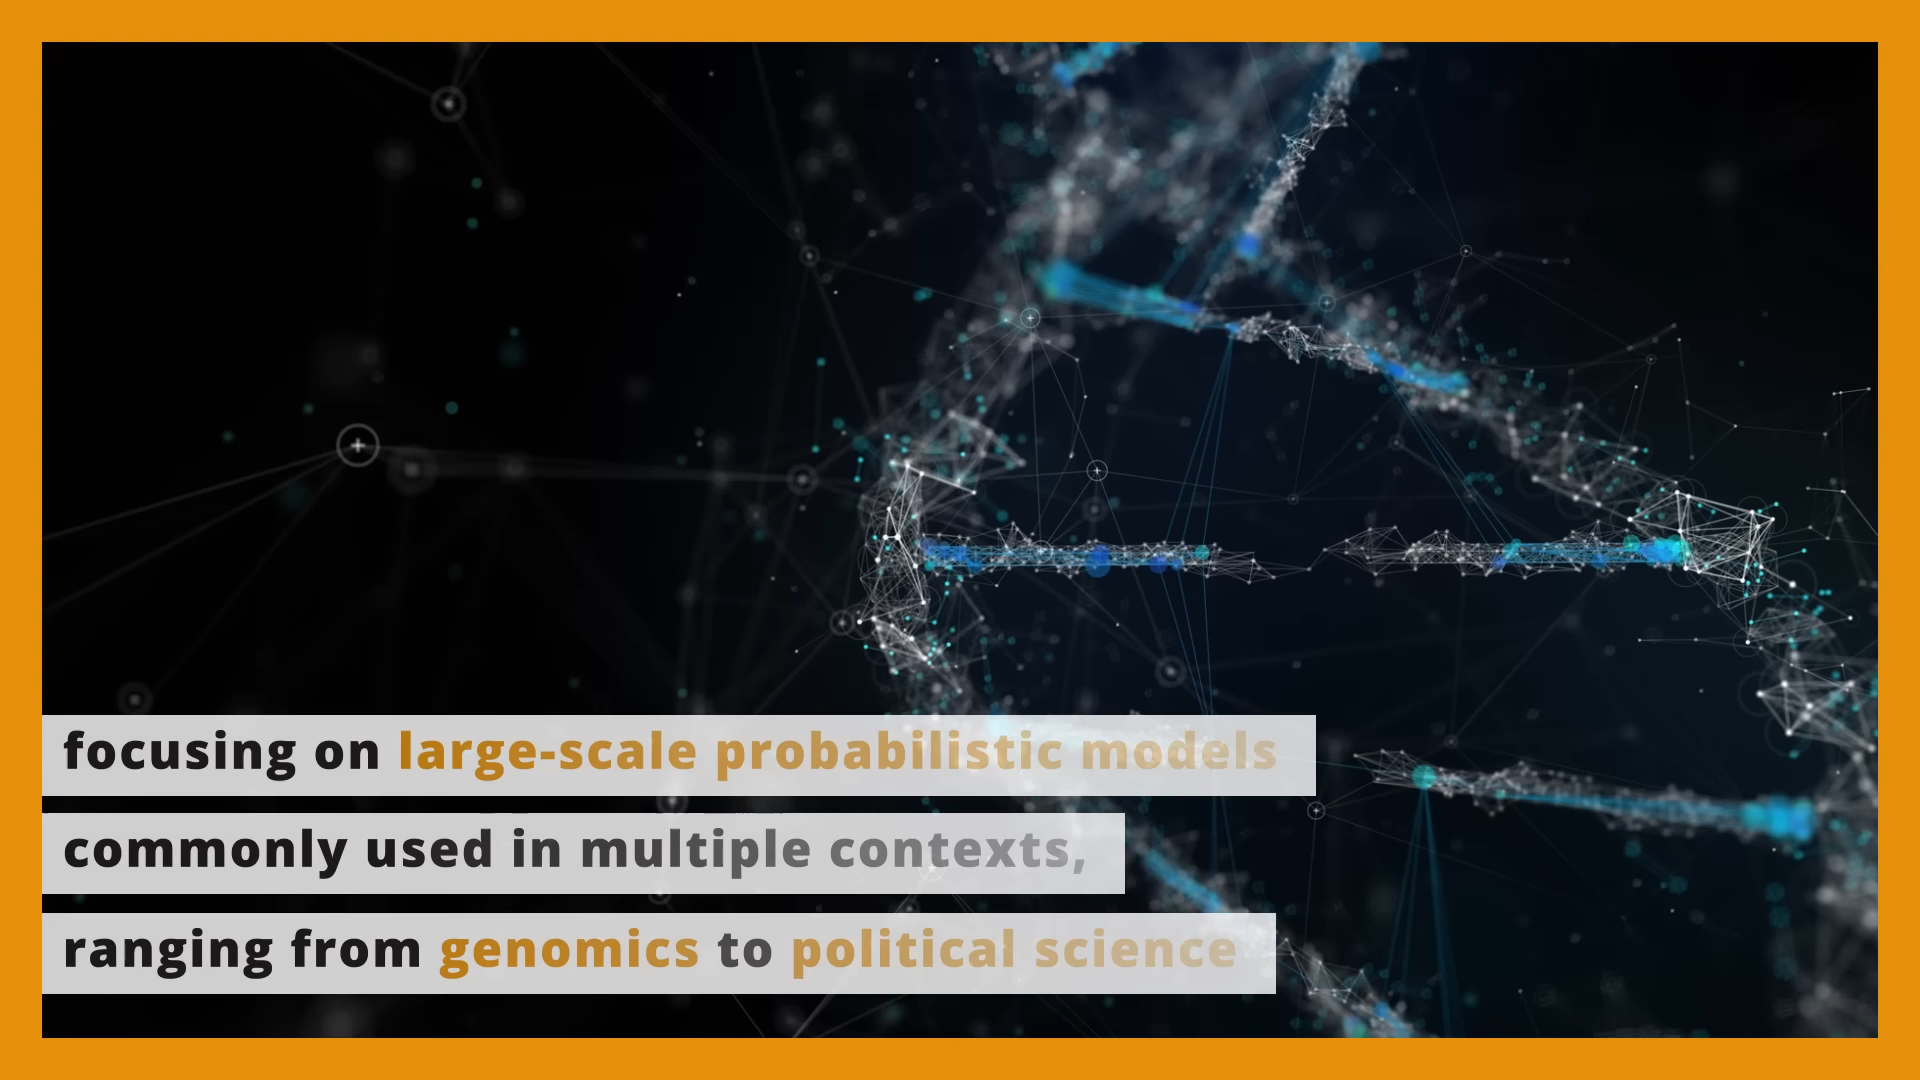 focusing on large-scale probabilistic models
commonly used in multiple contexts,
ranging from genomics to political science